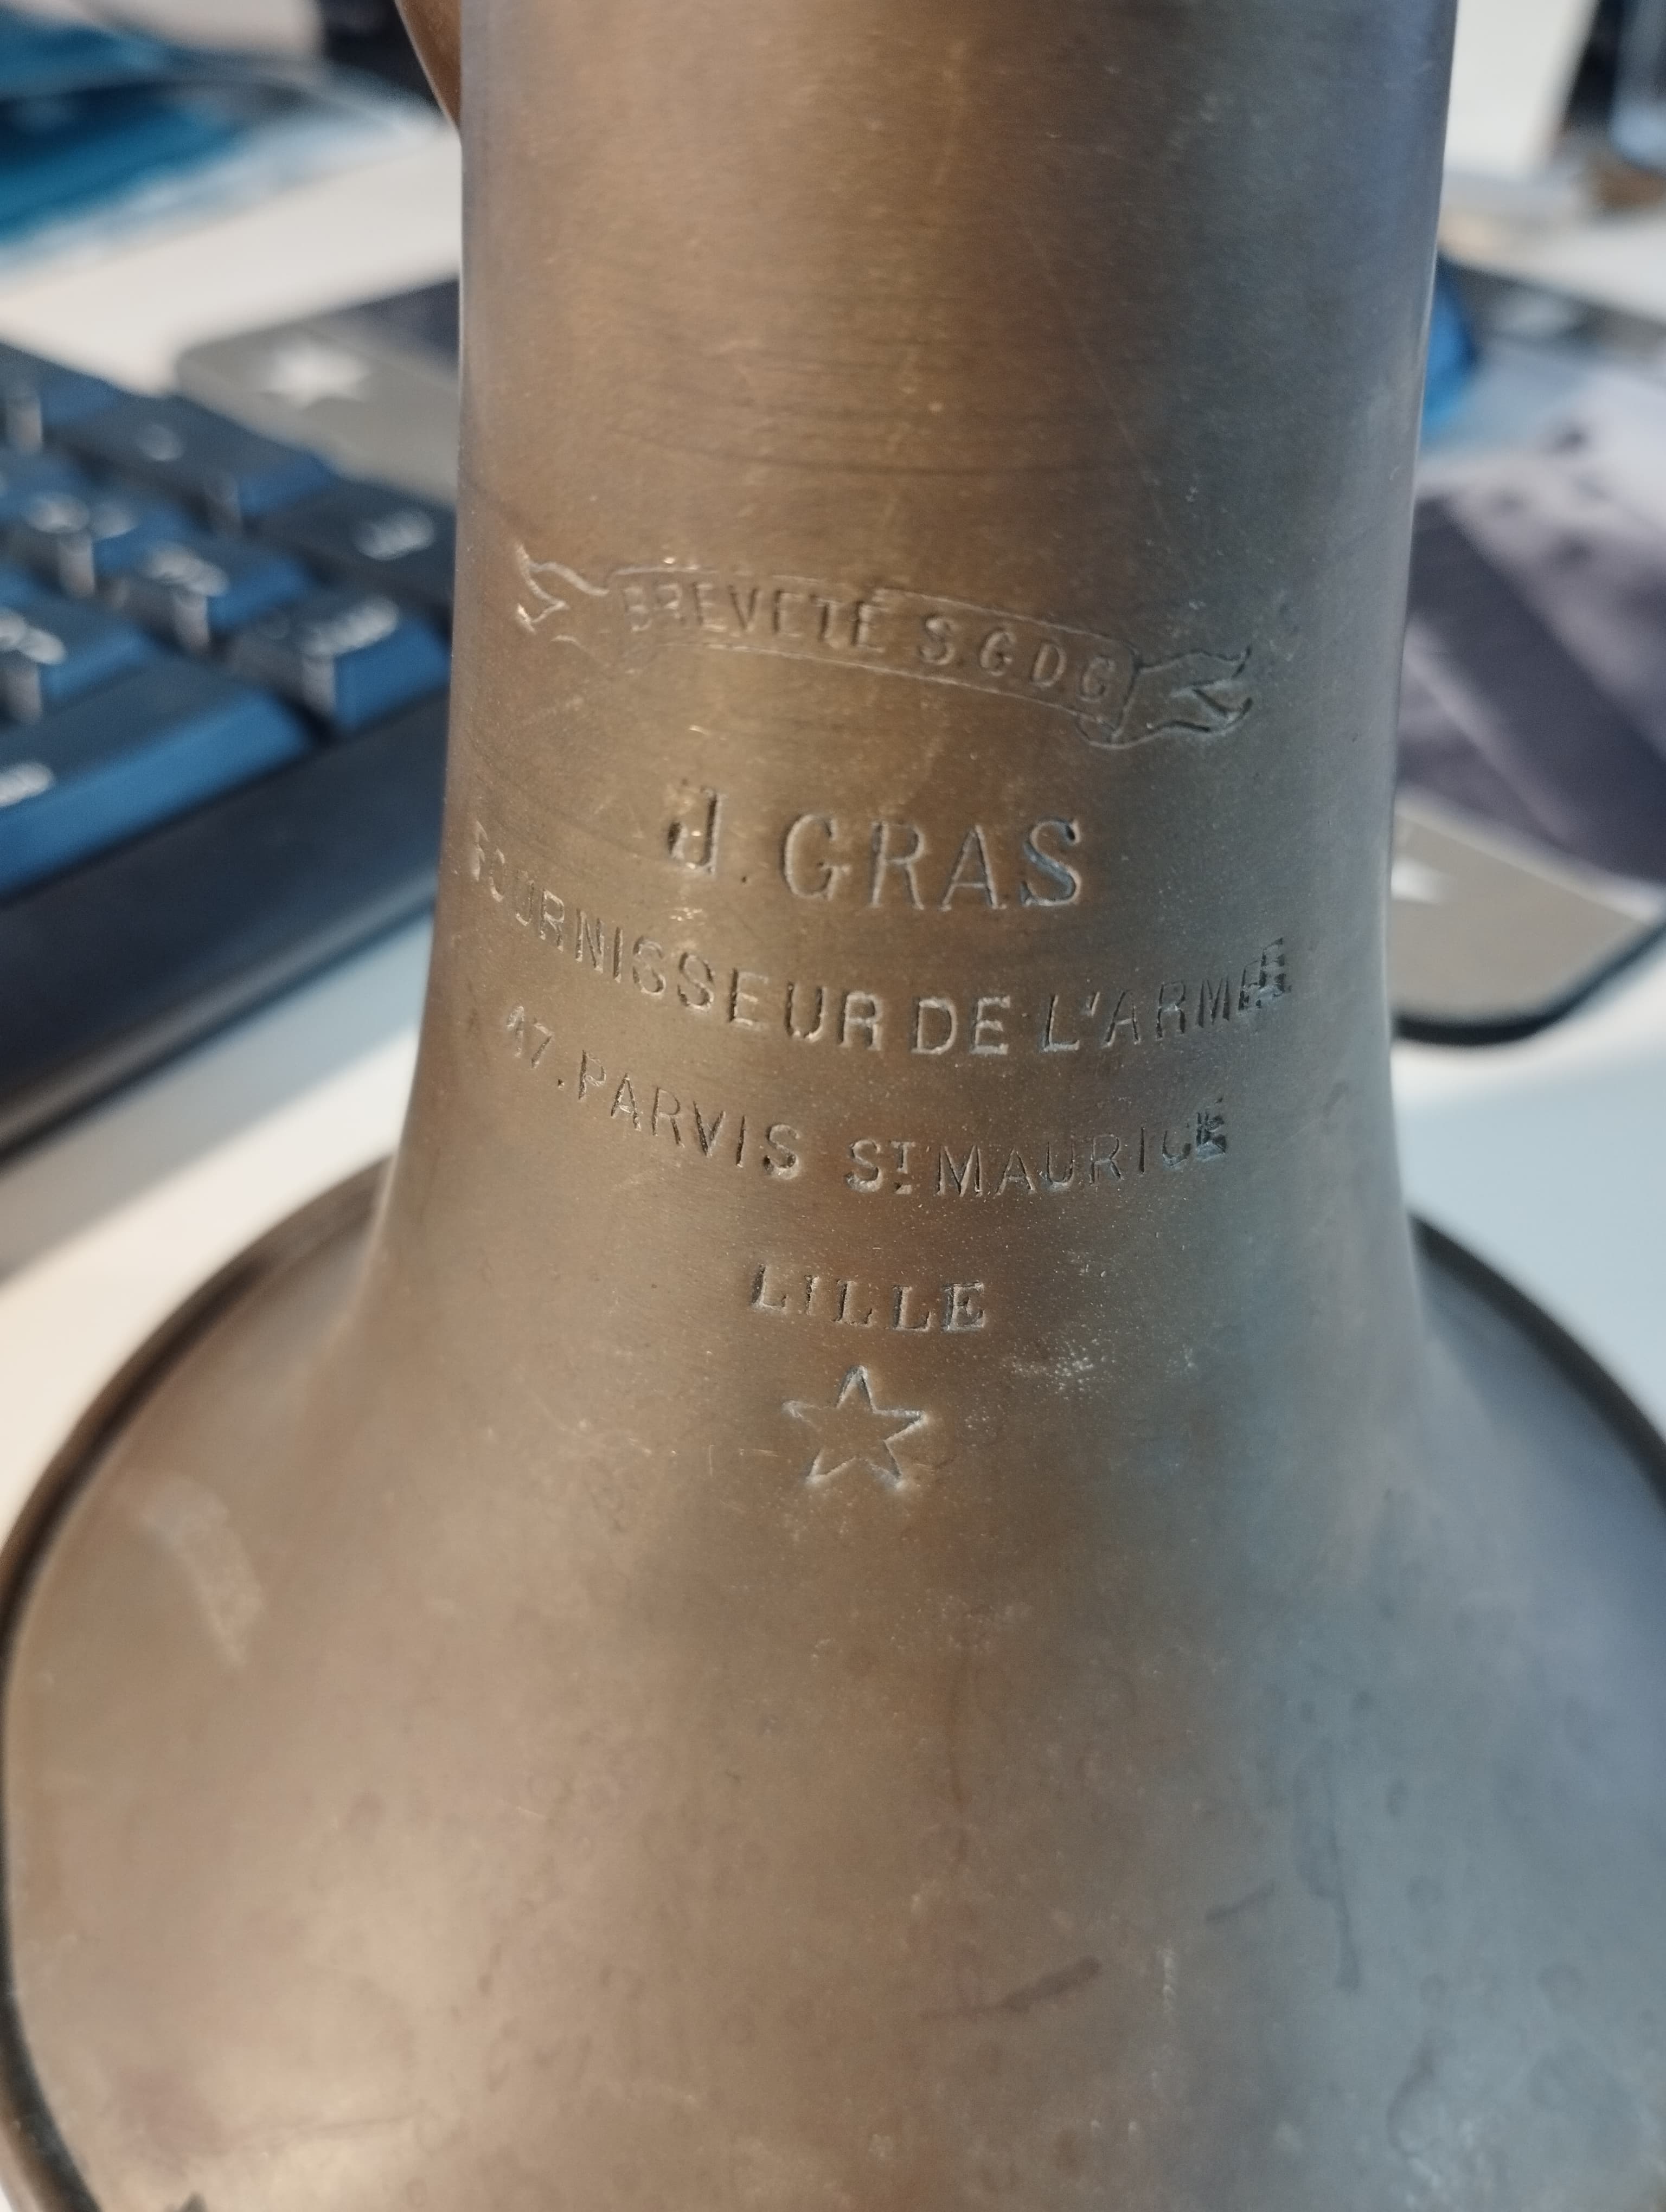 BREVETÉ S.G.D.G
J. GRAS
FOURNISSEUR DE L'ARMÉE
47. PARVIS ST MAURICE
LILLE